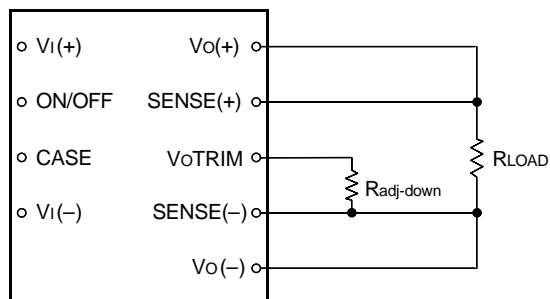 VI(+) VO(+)
ON/OFF SENSE(+)
CASE VOTRIM
RLOAD
Radj-down
VI(–) SENSE(–)
VO(–)